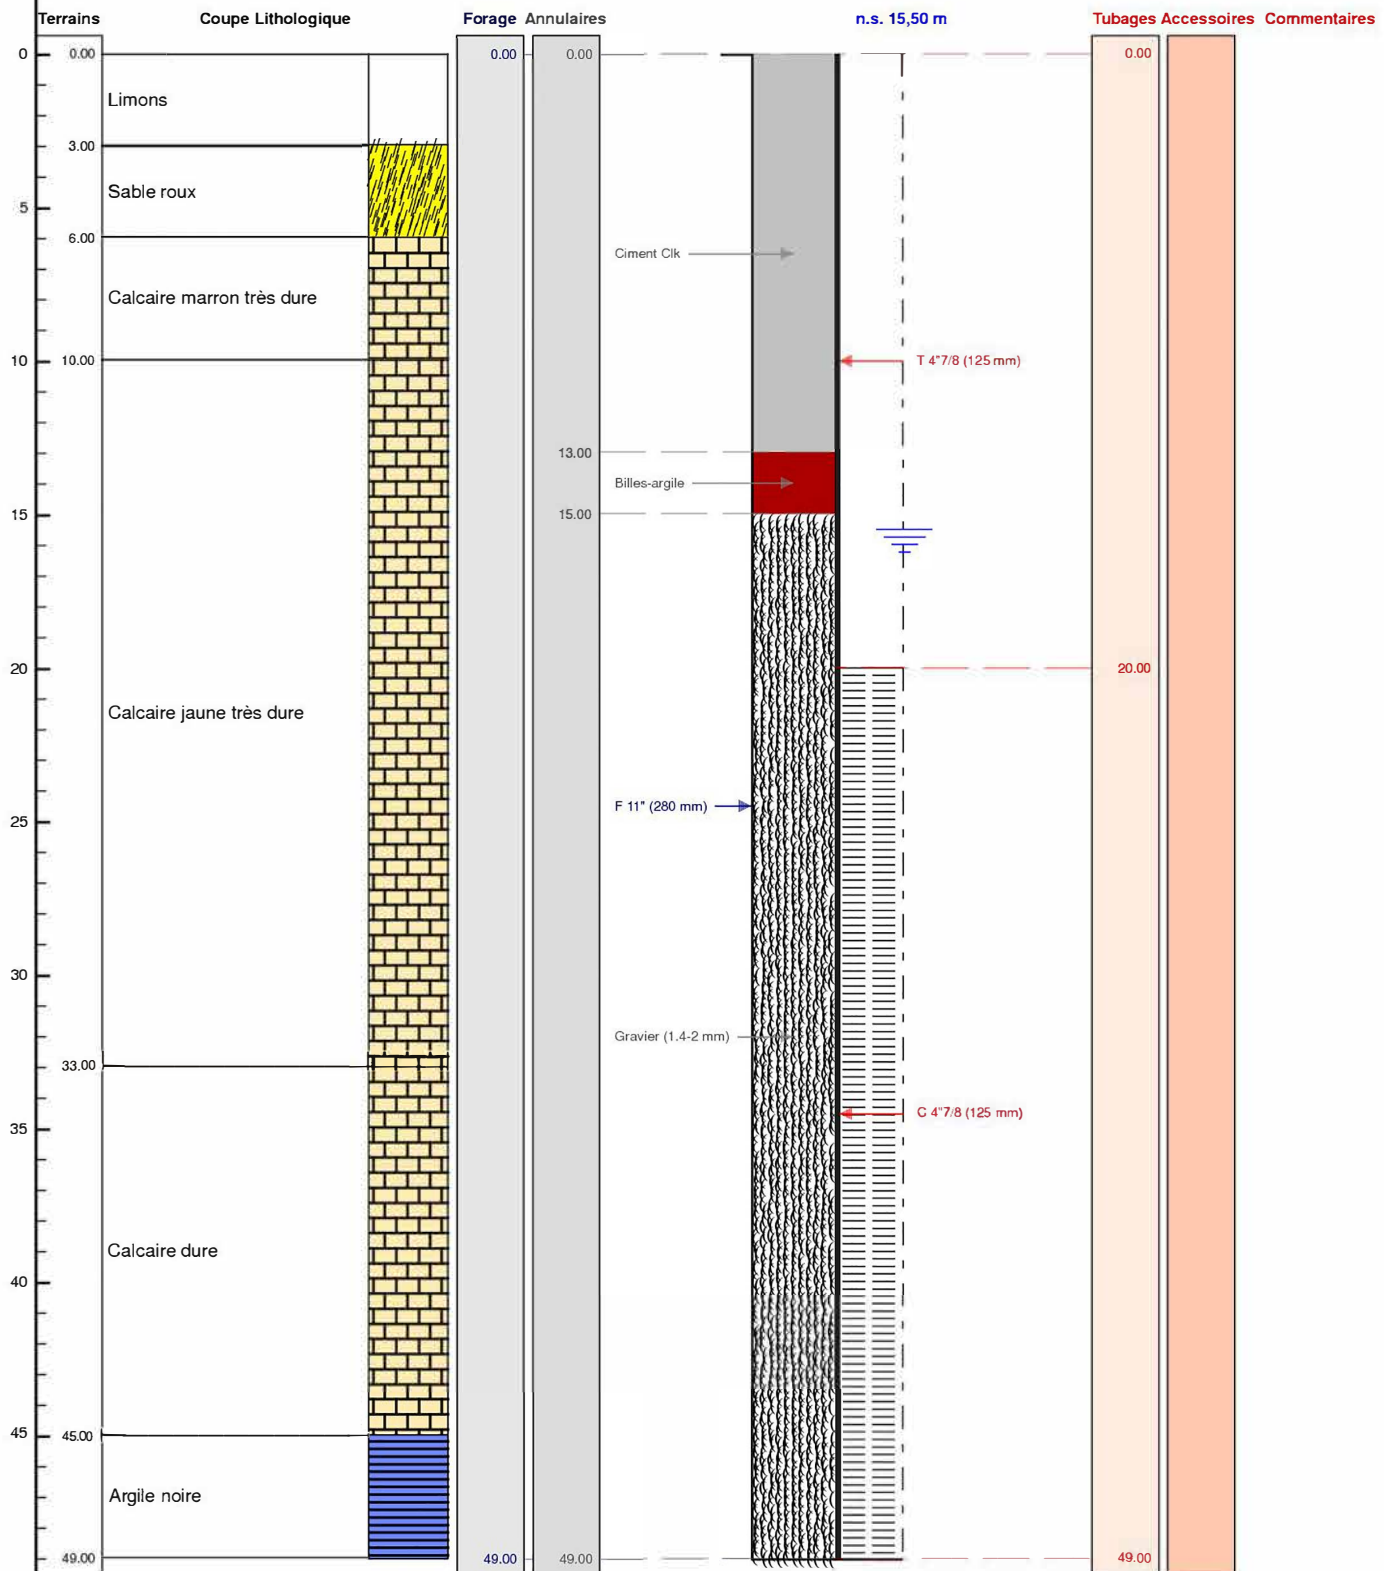 Terrains Coupe Lithologique Forage Annulaires n.s. 15,50 m Tubages Accessoires Commentaires
0 0.00 0.00 0.00 0.00
Limons
3.00
Sable roux
5
6.00
Ciment Clk
Calcaire marron très dure
10 10.00 T 4"7/8 (125 mm)
13.00
Billes-argile
15 15.00
20 20.00
Calcaire jaune très dure
F 11" (280 mm)
25
30
Gravier (1.4-2 mm)
33.00
C 4"7/8 (125 mm)
35
Calcaire dure
40
45 45.00
Argile noire
49.00 49.00 49.00 49.00